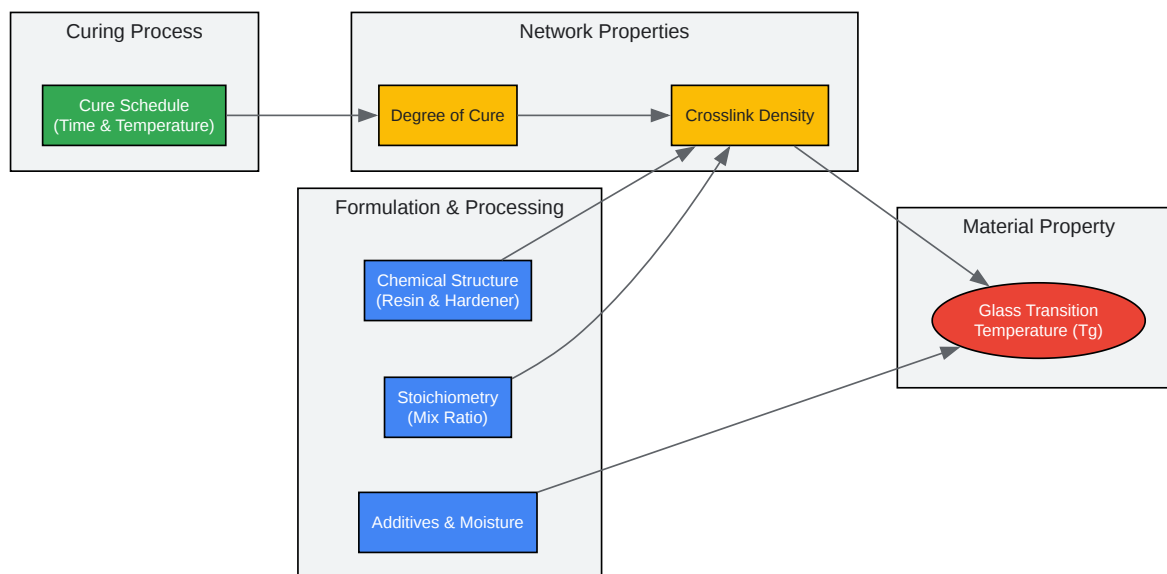 Curing Process
Cure Schedule
(Time & Temperature)
Network Properties
Degree of Cure
Crosslink Density
Formulation & Processing
Chemical Structure
(Resin & Hardener)
Stoichiometry
(Mix Ratio)
Additives & Moisture
Material Property
Glass Transition
Temperature (Tg)